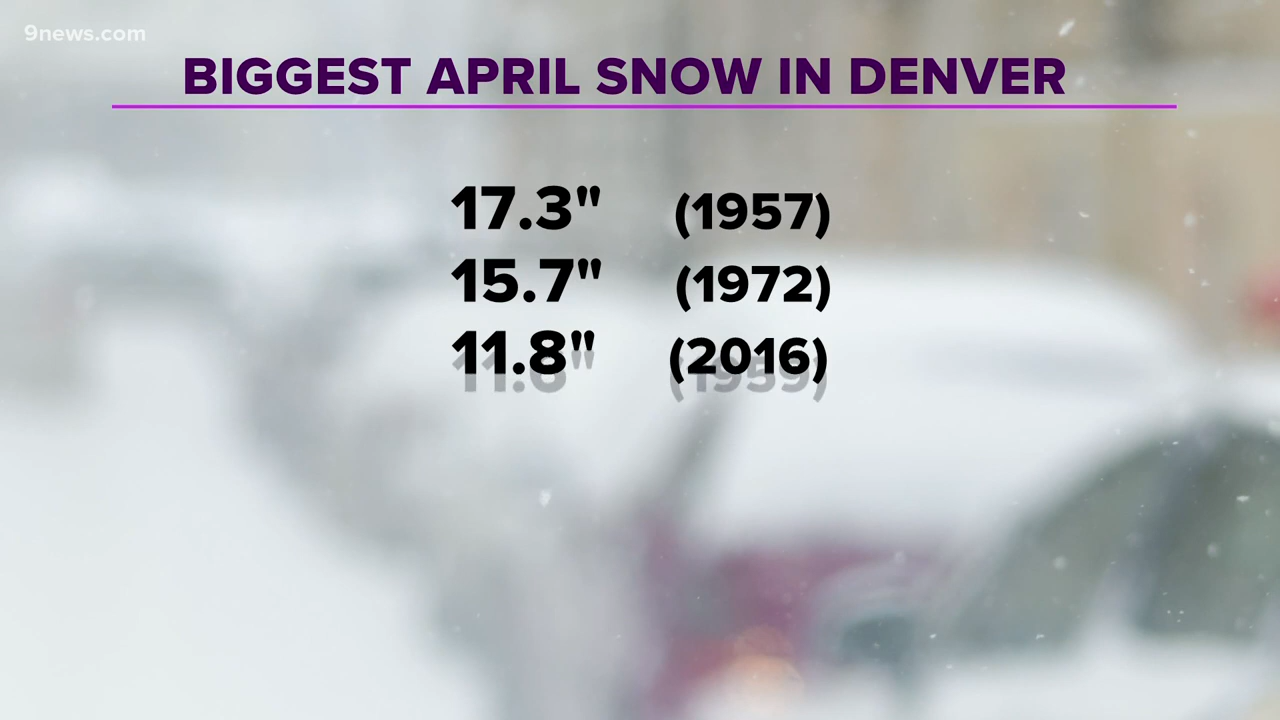 9news.com
BIGGEST APRIL SNOW IN DENVER
17.3" (1957)
15.7" (1972)
11.8" (2016)